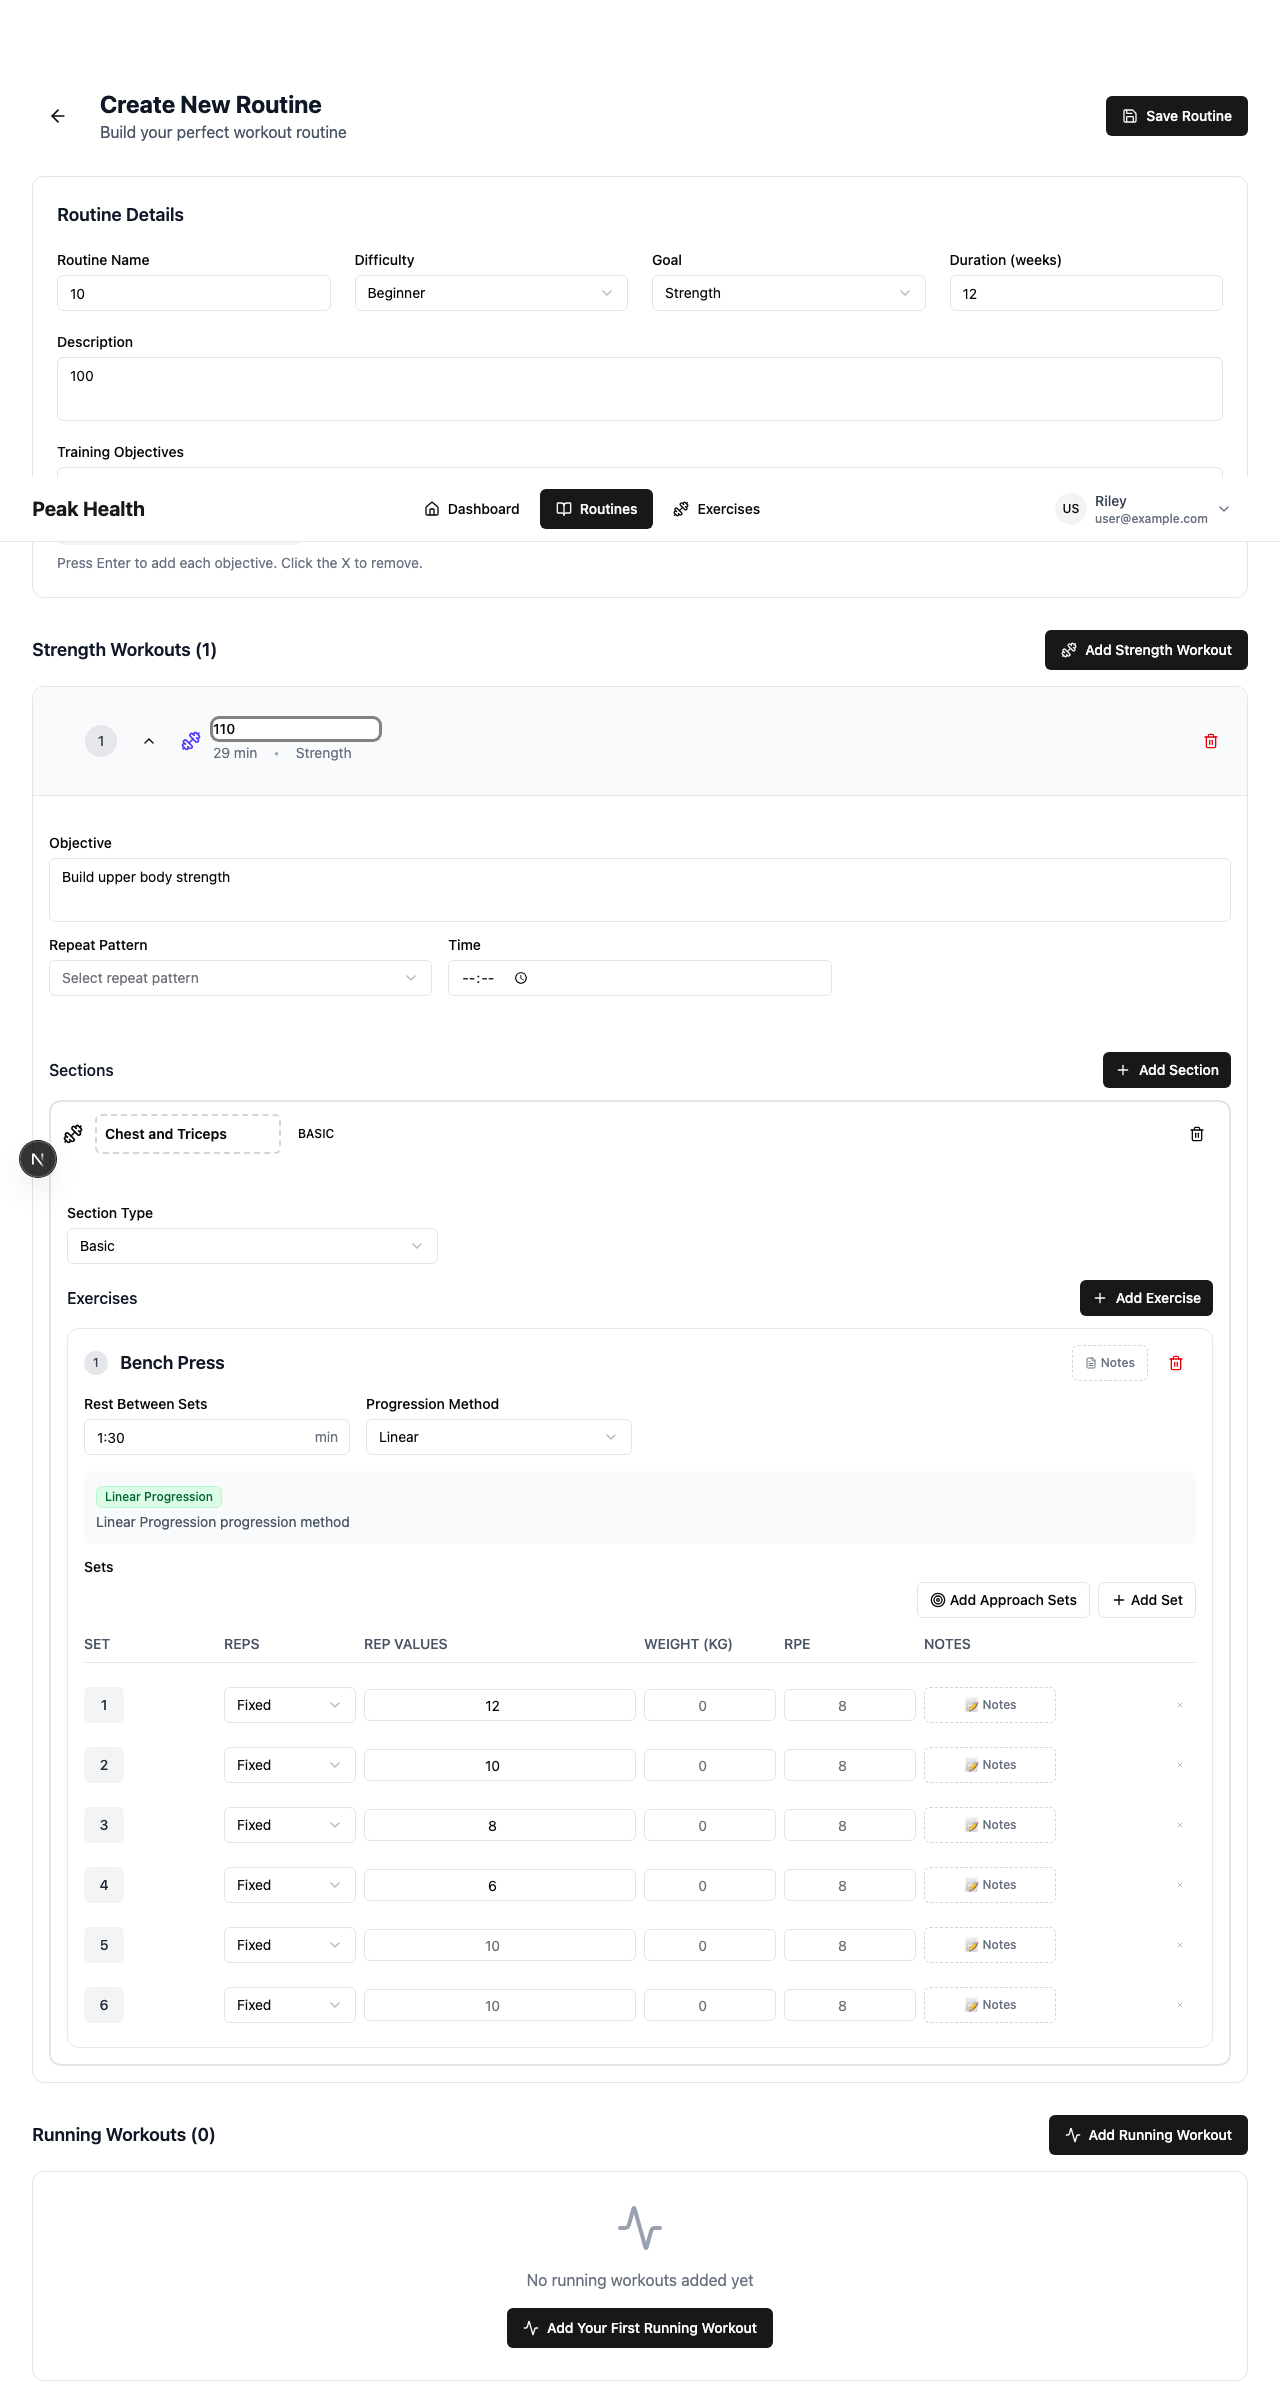 Create New Routine
Build your perfect workout routine
Save Routine
Routine Details
Routine Name
Difficulty
Goal
Duration (weeks)
10
Beginner
Strength
12
Description
100
Training Objectives
Peak Health
Dashboard
Routines
Exercises
US
Riley
user@example.com
Press Enter to add each objective. Click the X to remove.
Strength Workouts (1)
Add Strength Workout
1
110
29 min • Strength
Objective
Build upper body strength
Repeat Pattern
Time
Select repeat pattern
--:--
Sections
Add Section
Chest and Triceps
BASIC
N
Section Type
Basic
Exercises
Add Exercise
1
Bench Press
Notes
Rest Between Sets
Progression Method
1:30 min
Linear
Linear Progression
Linear Progression progression method
Sets
Add Approach Sets
Add Set
SET REPS REP VALUES WEIGHT (KG) RPE NOTES
1 Fixed 12 0 8 Notes ×
2 Fixed 10 0 8 Notes ×
3 Fixed 8 0 8 Notes ×
4 Fixed 6 0 8 Notes ×
5 Fixed 10 0 8 Notes ×
6 Fixed 10 0 8 Notes ×
Running Workouts (0)
Add Running Workout
No running workouts added yet
Add Your First Running Workout